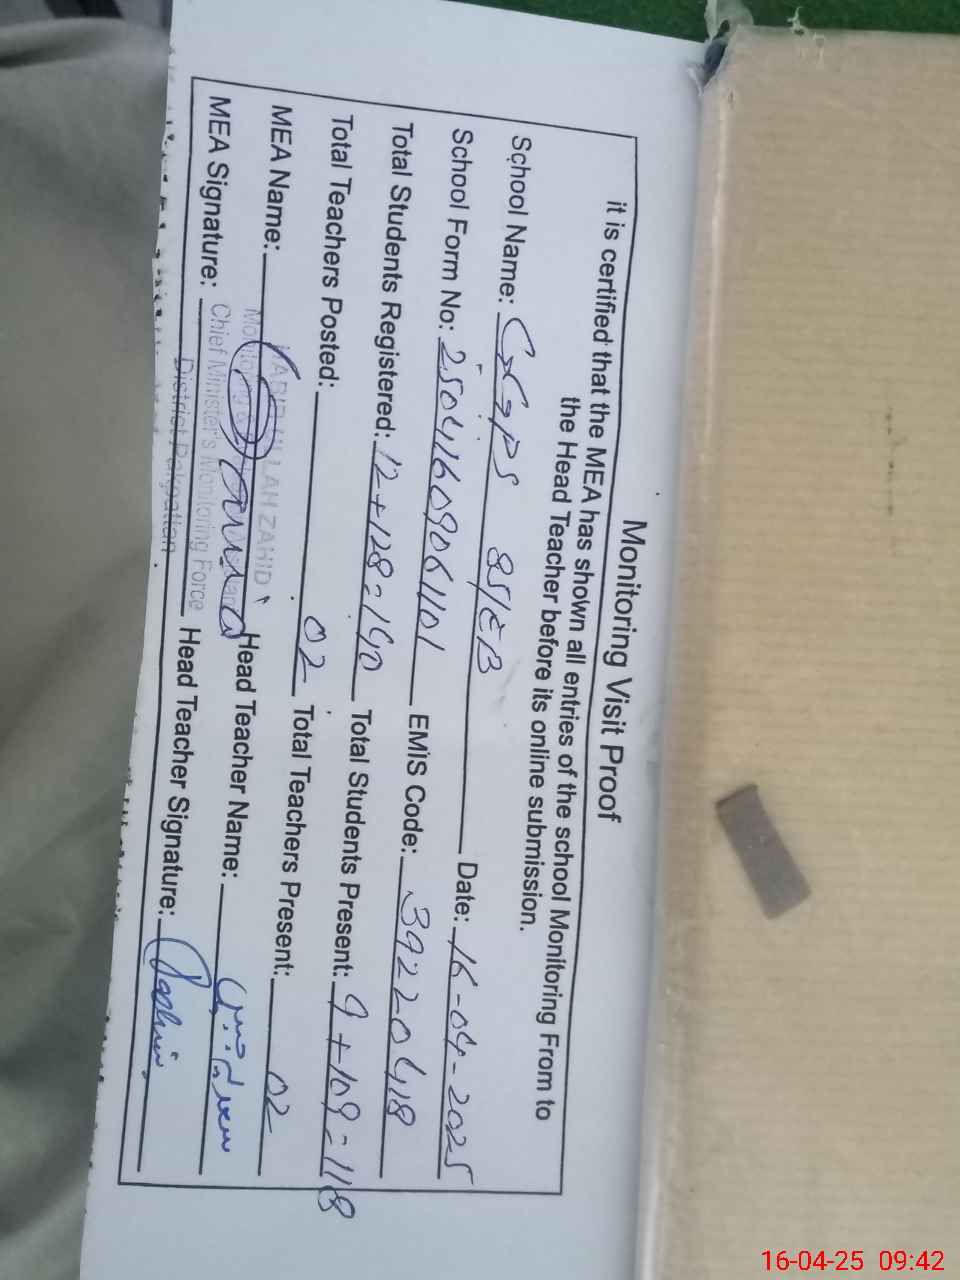 Monitoring Visit Proof
it is certified that the MEA has shown all entries of the school Monitoring From to
the Head Teacher before its online submission.
School Name: GGPS 85/EB Date: 16-04-2025
School Form No: 25041609061101 EMIS Code: 39220418
Total Students Registered: 12+128=140 Total Students Present: 9+109=118
Total Teachers Posted: 02 Total Teachers Present: 02
MEA Name: ZAHID Head Teacher Name:
Chief Minister's Monitoring Force
MEA Signature: District Pakpattan Head Teacher Signature:
16-04-25 09:42